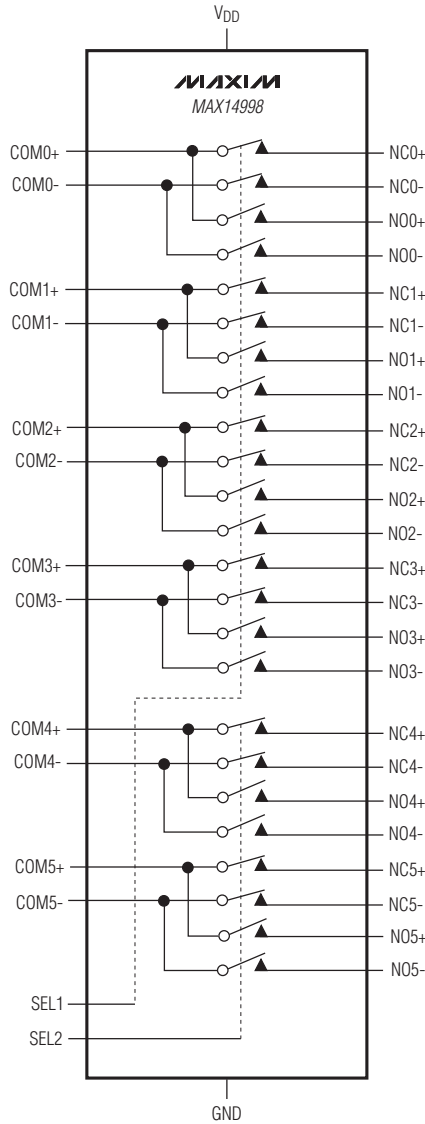 VDD
MAXIM
MAX14998
COM0+
NC0+
COM0-
NC0-
NO0+
NO0-
COM1+
NC1+
COM1-
NC1-
NO1+
NO1-
COM2+
NC2+
COM2-
NC2-
NO2+
NO2-
COM3+
NC3+
COM3-
NC3-
NO3+
NO3-
COM4+
NC4+
COM4-
NC4-
NO4+
NO4-
COM5+
NC5+
COM5-
NC5-
NO5+
NO5-
SEL1
SEL2
GND